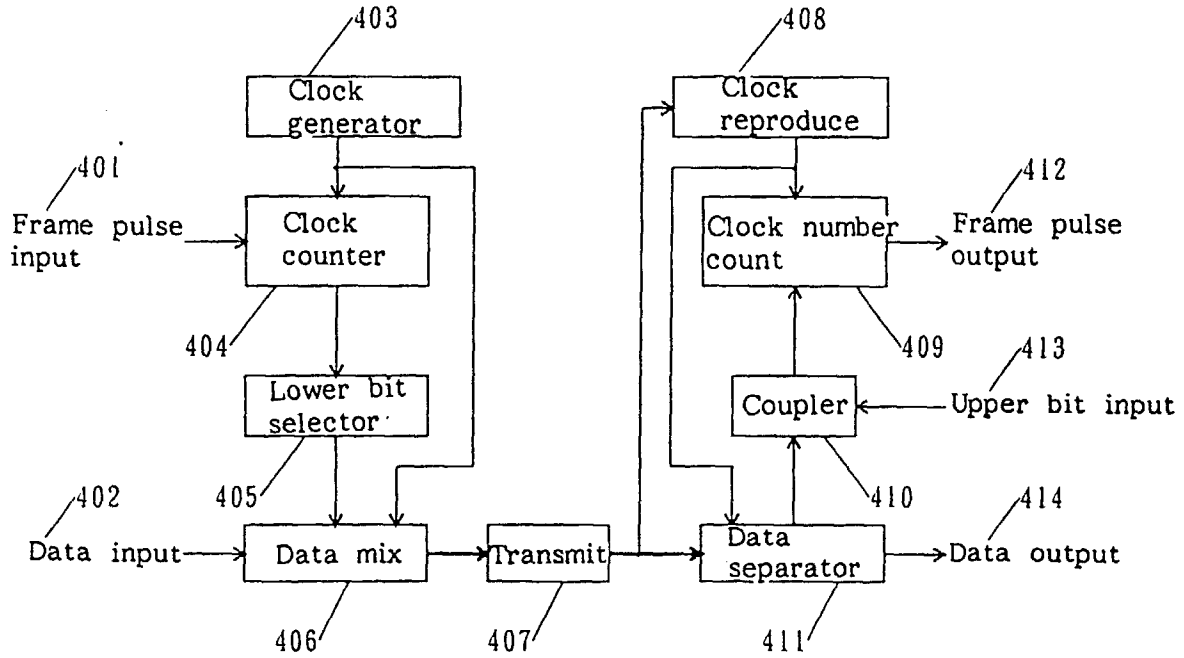 403
408
Clock
generator
Clock
reproduce
401
412
Frame pulse
input
Clock
counter
Clock number
count
Frame pulse
output
404
409
413
Lower bit
selector
Coupler
Upper bit input
402
405
410
414
Data input
Data mix
Transmit
Data
separator
Data output
406
407
411